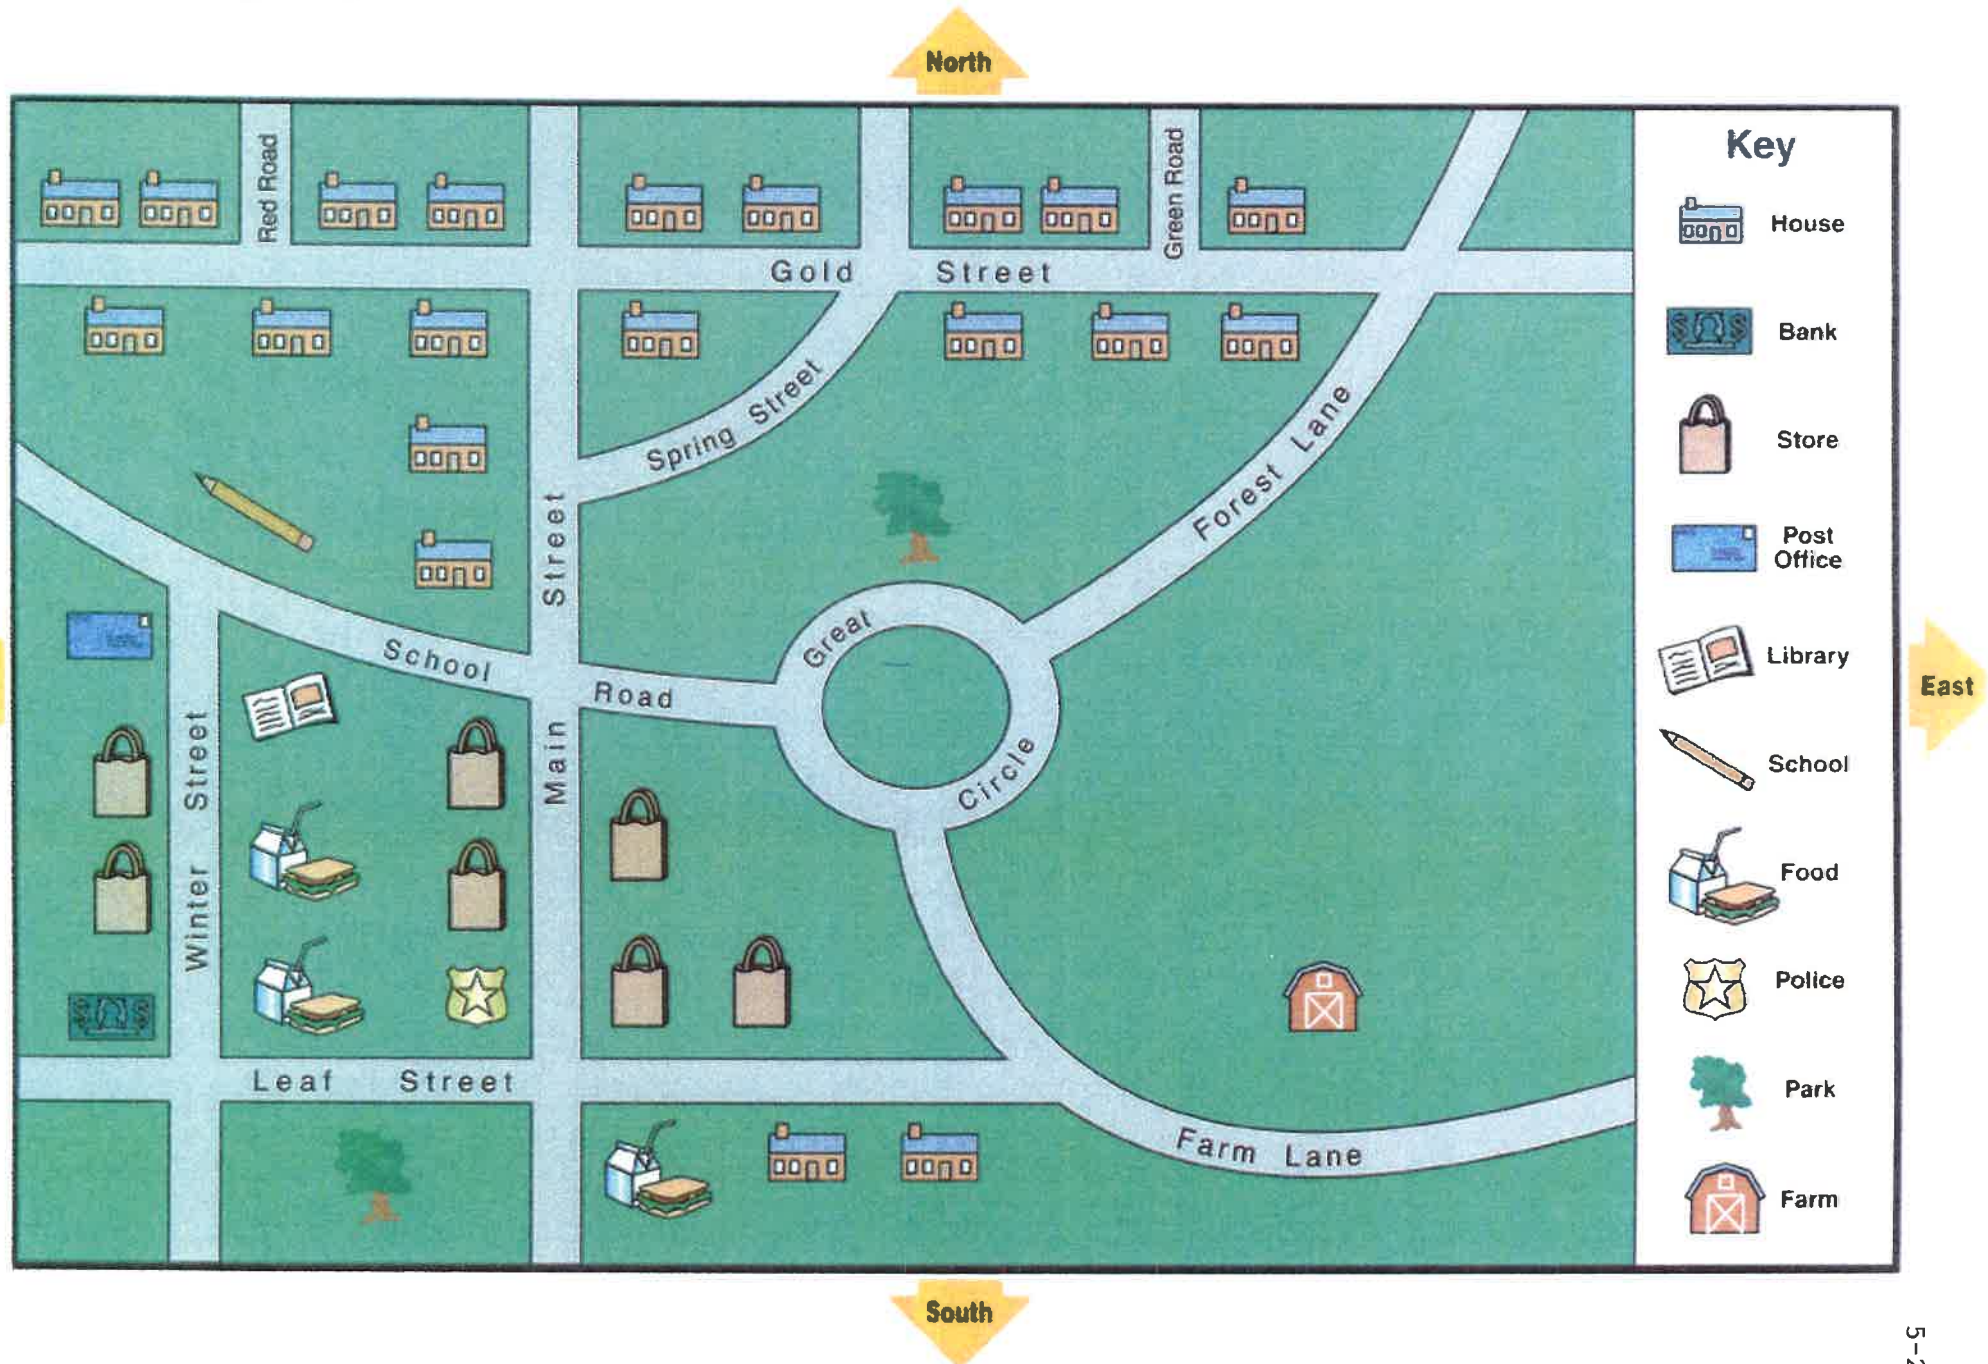 North
Red Road
Green Road
Gold Street
Spring Street
Forest Lane
Main Street
School Road
Great Circle
Winter Street
Leaf Street
Farm Lane
Key
House
$ $
Bank
Store
Post
Office
Library
School
Food
Police
Park
Farm
East
$ $
South